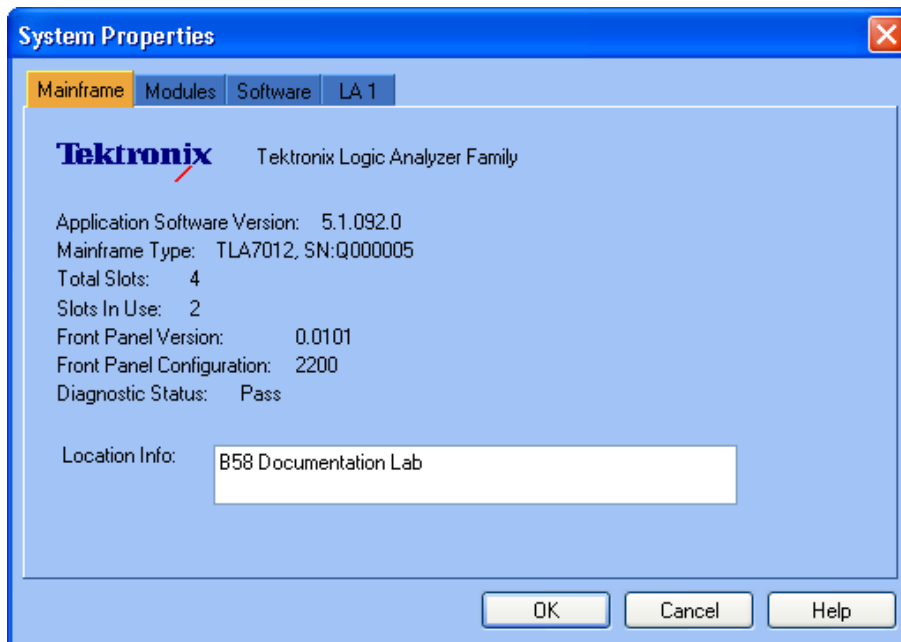 System Properties
Mainframe Modules Software LA 1
Tektronix Tektronix Logic Analyzer Family
Application Software Version: 5.1.092.0
Mainframe Type: TLA7012, SN:Q000005
Total Slots: 4
Slots In Use: 2
Front Panel Version: 0.0101
Front Panel Configuration: 2200
Diagnostic Status: Pass
Location Info: B58 Documentation Lab
OK Cancel Help